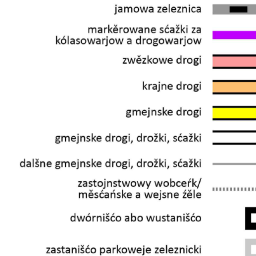 jamowa zeleznica
markěrowane sćažki za
kólasowarjow a drogowarjow
zwězkowe drogi
krajne drogi
gmejnske drogi
gmejnske drogi, drožki, sćažki
dalšne gmejnske drogi, drožki, sćažki
zastojnstwowy wobcerk/
měsćańske a wejsne źěle
dwórnišćo abo wustanišćo
zastanišćo parkoweje zeleznicki